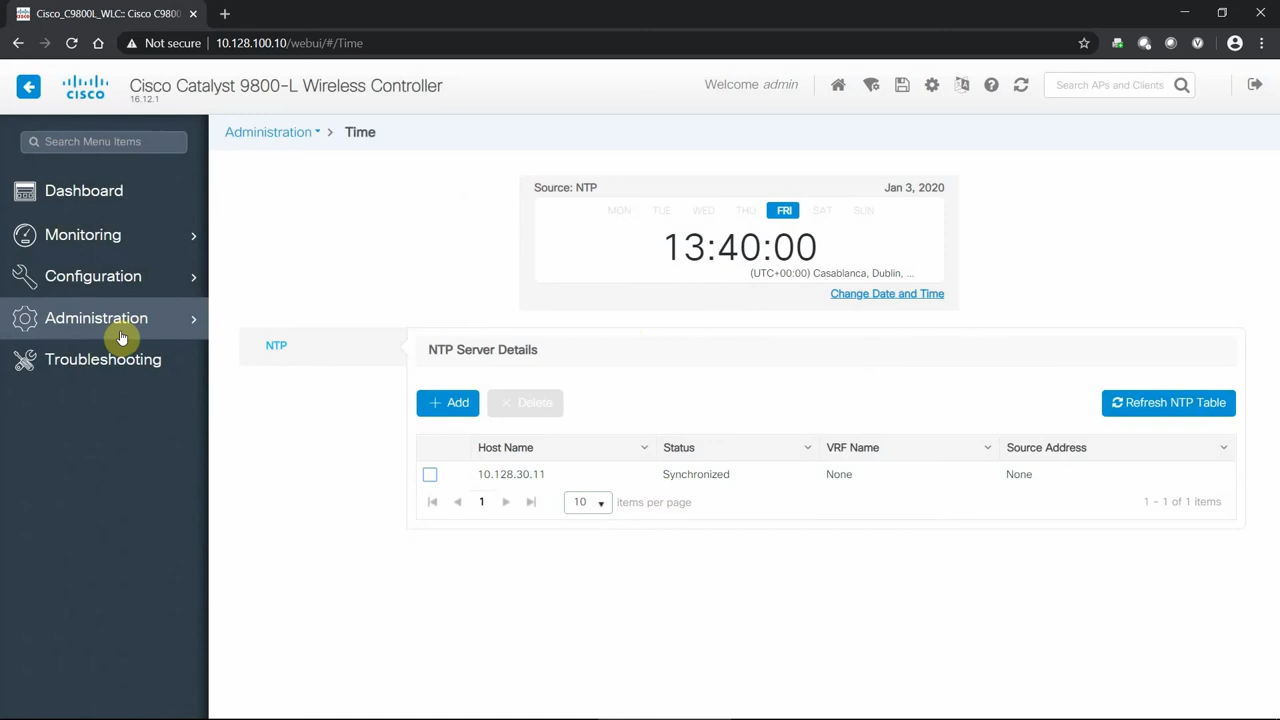 Cisco_C9800L_WLC:: Cisco C9800
Not secure | 10.128.100.10/webui/#/Time
CISCO
Cisco Catalyst 9800-L Wireless Controller
16.12.1
Welcome admin
Search APs and Clients
Search Menu Items
Administration > Time
Dashboard
Monitoring
Configuration
Administration
Troubleshooting
Source: NTP
Jan 3, 2020
MON TUE WED THU FRI SAT SUN
13:40:00
(UTC+00:00) Casablanca, Dublin, ...
Change Date and Time
NTP
NTP Server Details
Add
Delete
Refresh NTP Table
Host Name Status VRF Name Source Address
10.128.30.11 Synchronized None None
1 10 items per page 1 - 1 of 1 items